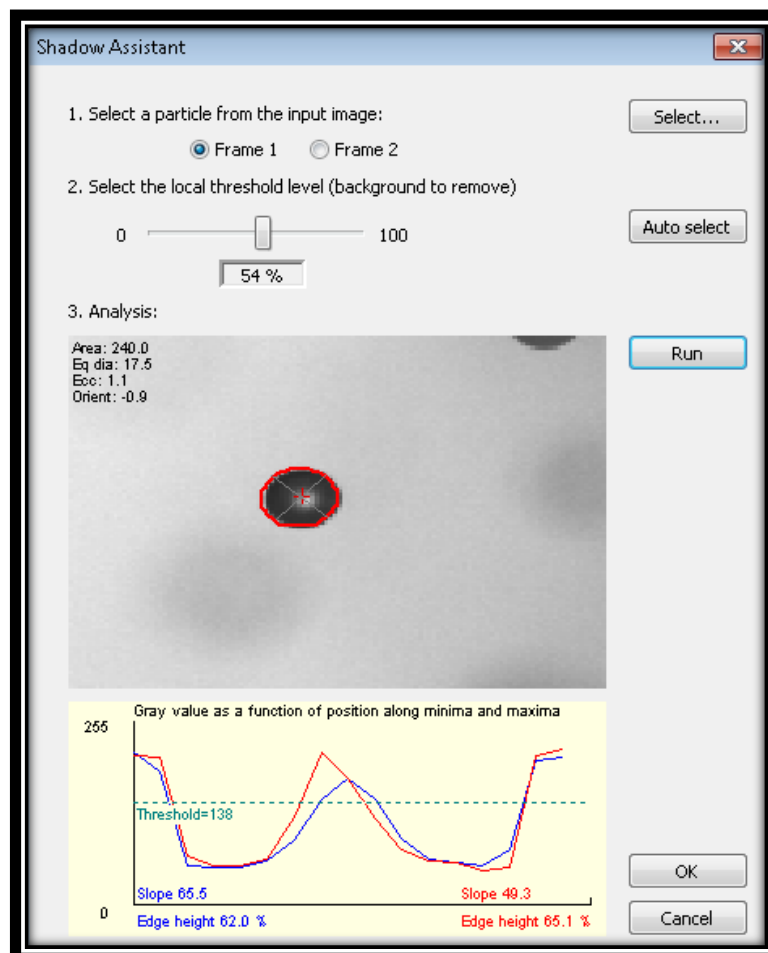 Shadow Assistant
1. Select a particle from the input image:
Select...
Frame 1
Frame 2
2. Select the local threshold level (background to remove)
0
100
Auto select
54 %
3. Analysis:
Area: 240.0
Eq dia: 17.5
Ecc: 1.1
Orient: -0.9
Run
Gray value as a function of position along minima and maxima
255
Threshold=138
Slope 65.5
Slope 49.3
0
Edge height 62.0 %
Edge height 65.1 %
OK
Cancel